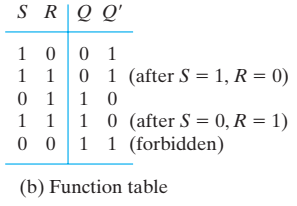 S R Q Q′
1 0 0 1
1 1 0 1 (after S = 1, R = 0)
0 1 1 0
1 1 1 0 (after S = 0, R = 1)
0 0 1 1 (forbidden)
(b) Function table